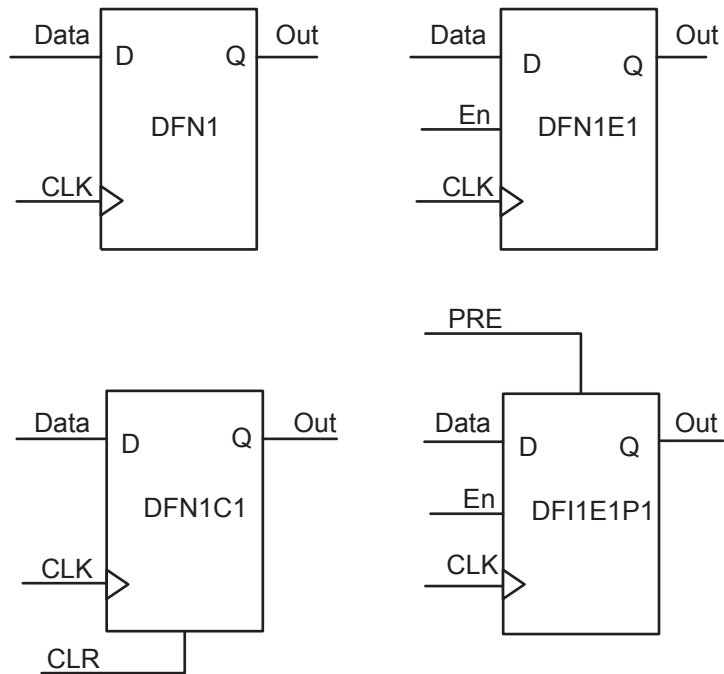 Data
Out
D
Q
DFN1
CLK
Data
Out
D
Q
En
DFN1E1
CLK
Data
Out
D
Q
DFN1C1
CLK
CLR
PRE
Data
Out
D
Q
En
DFI1E1P1
CLK